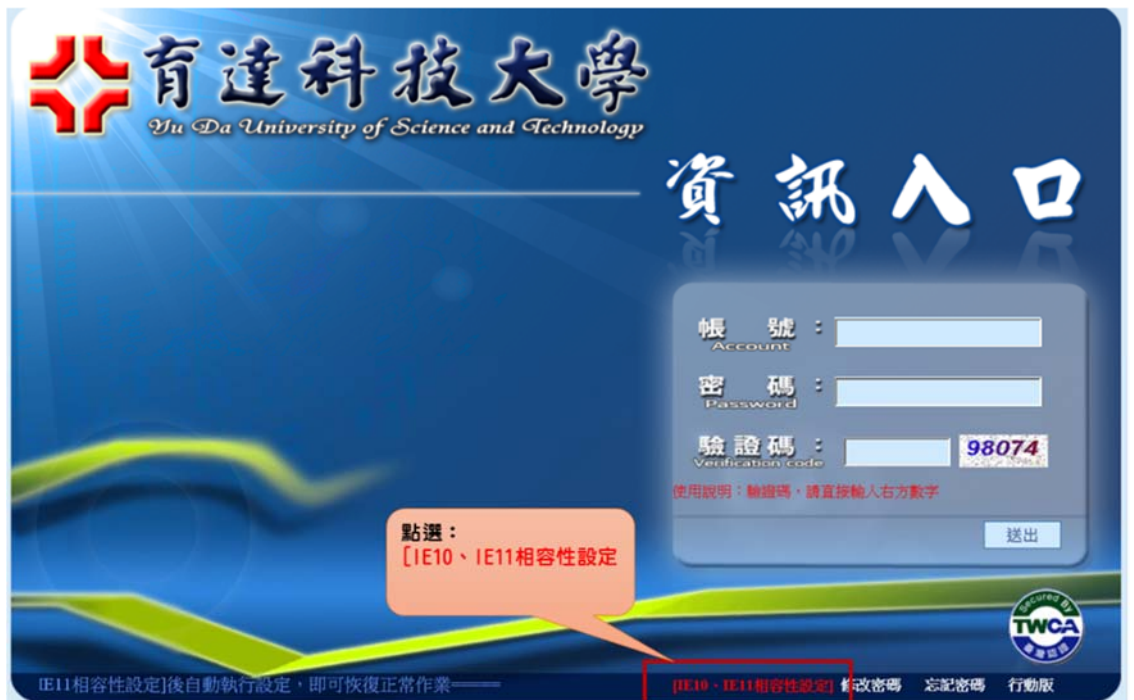 育達科技大學
Yu Da University of Science and Technology
資訊入口
帳 號：
Account
密 碼：
Password
驗證碼： 98074
Verification code
使用說明：驗證碼，請直接輸入右方數字
送出
點選：
[IE10、IE11相容性設定
Secured By
TWCA
IE11相容性設定]後自動執行設定，即可恢復正常作業═════ [IE10、IE11相容性設定] 修改密碼 忘記密碼 行動版